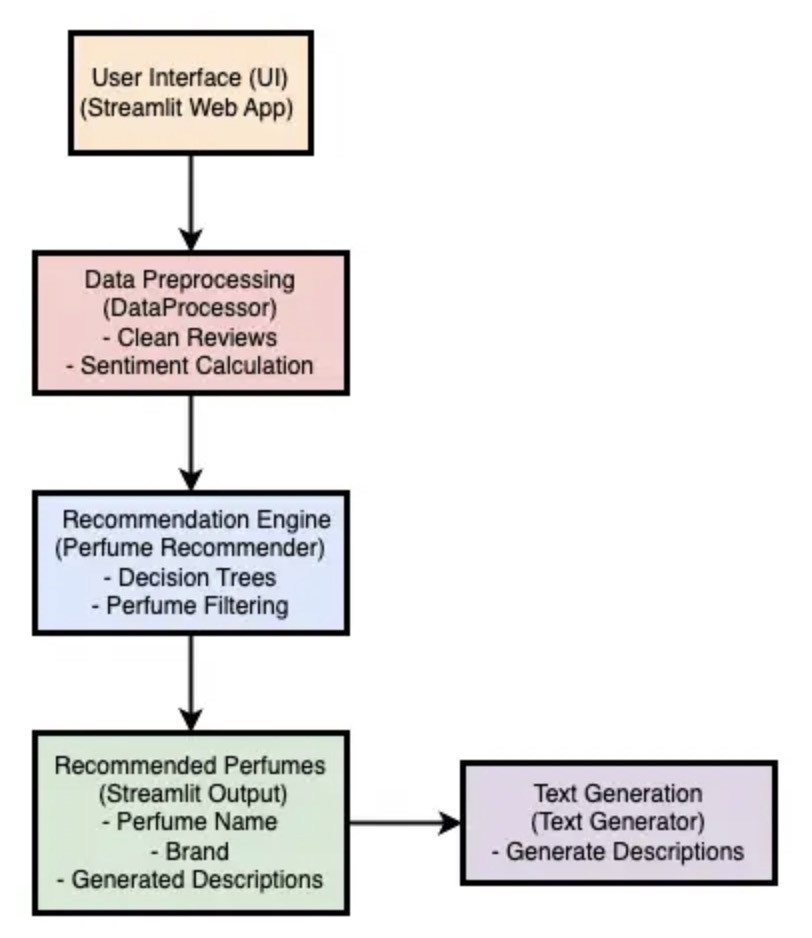 User Interface (UI)
(Streamlit Web App)
Data Preprocessing
(DataProcessor)
- Clean Reviews
- Sentiment Calculation
Recommendation Engine
(Perfume Recommender)
- Decision Trees
- Perfume Filtering
Recommended Perfumes
(Streamlit Output)
- Perfume Name
- Brand
- Generated Descriptions
Text Generation
(Text Generator)
- Generate Descriptions